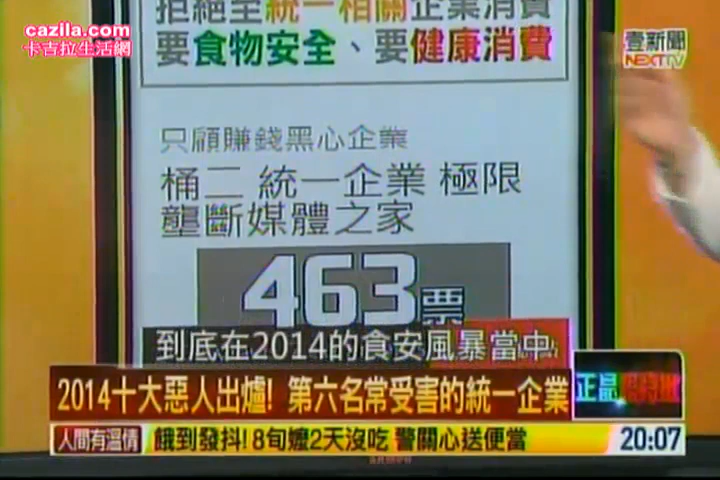 cazila.com
卡吉拉生活網
拒絕全統一相關企業消費
要食物安全、要健康消費
壹新聞
NEXTTV
只顧賺錢黑心企業
桶二 統一企業 極限
壟斷媒體之家
463票
到底在2014的食安風暴當中
2014十大惡人出爐! 第六名常受害的統一企業
正晶限時批
人間有溫情
餓到發抖!8旬嬤2天沒吃 警關心送便當
20:07